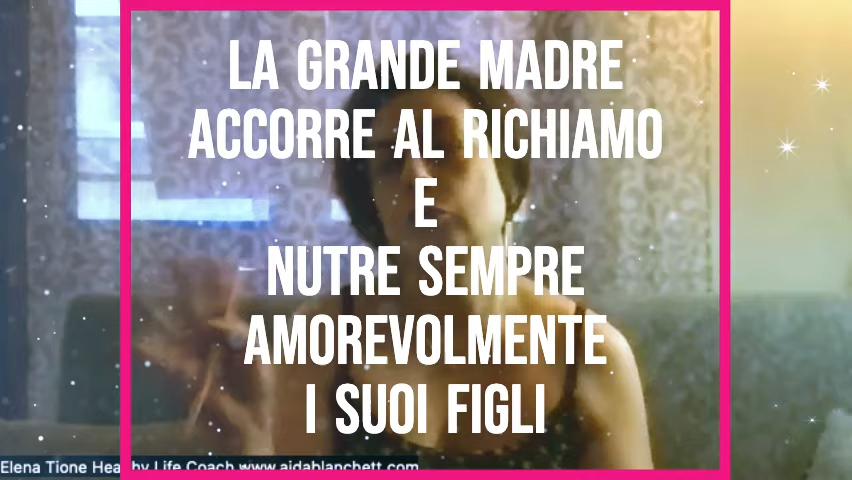 LA GRANDE MADRE
ACCORRE AL RICHIAMO
E
NUTRE SEMPRE
AMOREVOLMENTE
I SUOI FIGLI
Elena Tione Healthy Life Coach www.aidablanchett.com